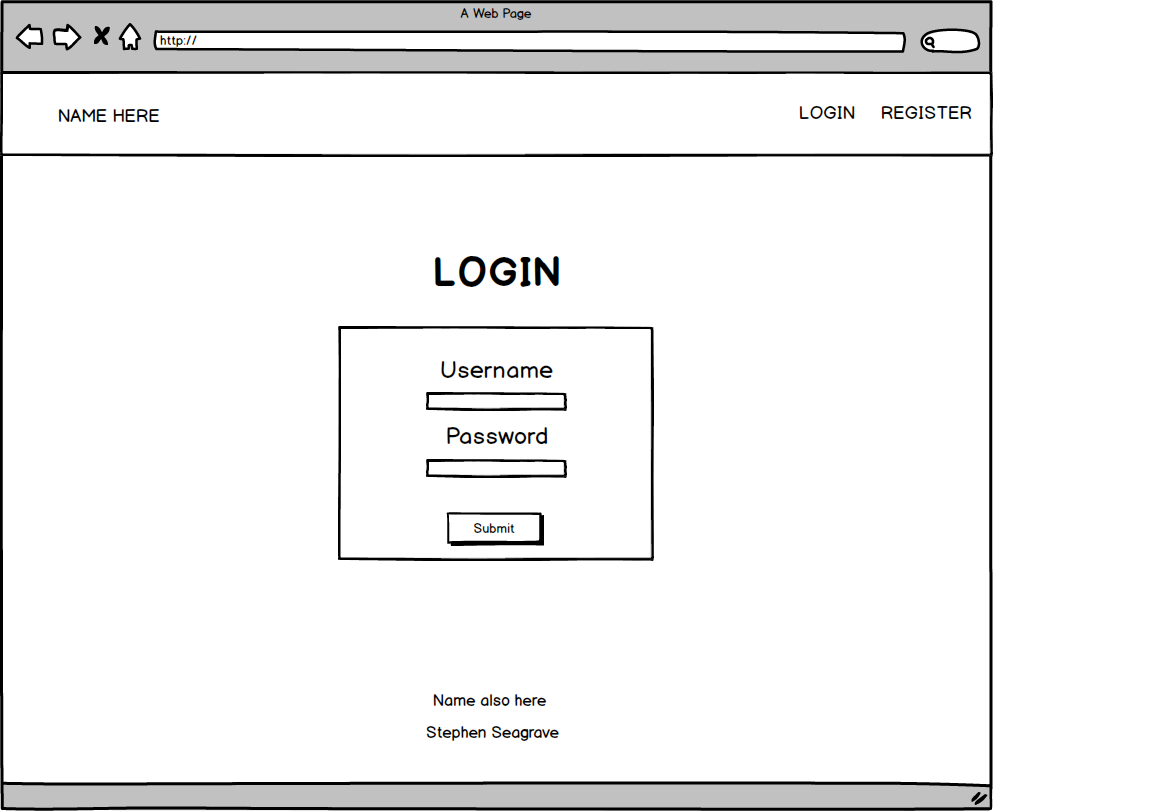 A Web Page
http://
NAME HERE
LOGIN REGISTER
LOGIN
Username
Password
Submit
Name also here
Stephen Seagrave